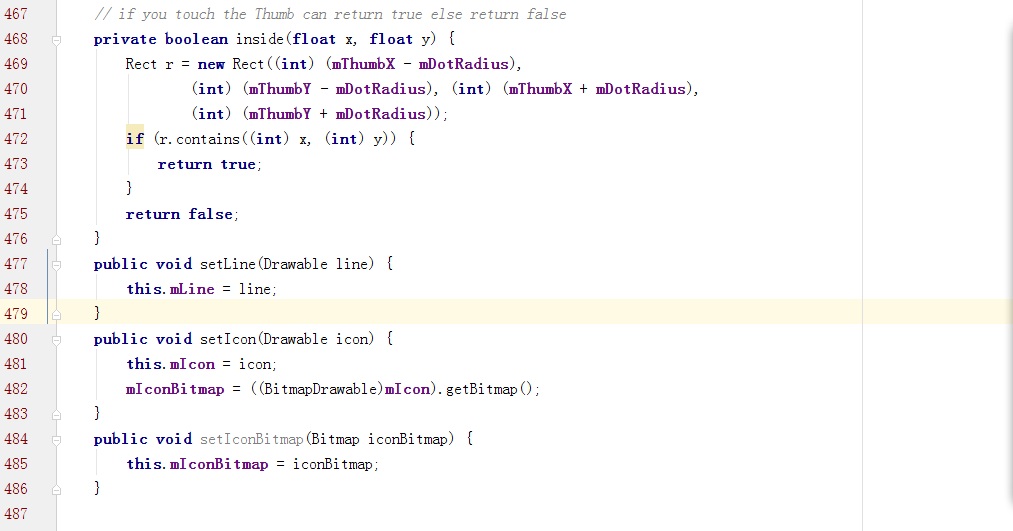 467 // if you touch the Thumb can return true else return false
468 private boolean inside(float x, float y) {
469 Rect r = new Rect((int) (mThumbX - mDotRadius),
470 (int) (mThumbY - mDotRadius), (int) (mThumbX + mDotRadius),
471 (int) (mThumbY + mDotRadius));
472 if (r.contains((int) x, (int) y)) {
473 return true;
474 }
475 return false;
476 }
477 public void setLine(Drawable line) {
478 this.mLine = line;
479 }
480 public void setIcon(Drawable icon) {
481 this.mIcon = icon;
482 mIconBitmap = ((BitmapDrawable)mIcon).getBitmap();
483 }
484 public void setIconBitmap(Bitmap iconBitmap) {
485 this.mIconBitmap = iconBitmap;
486 }
487